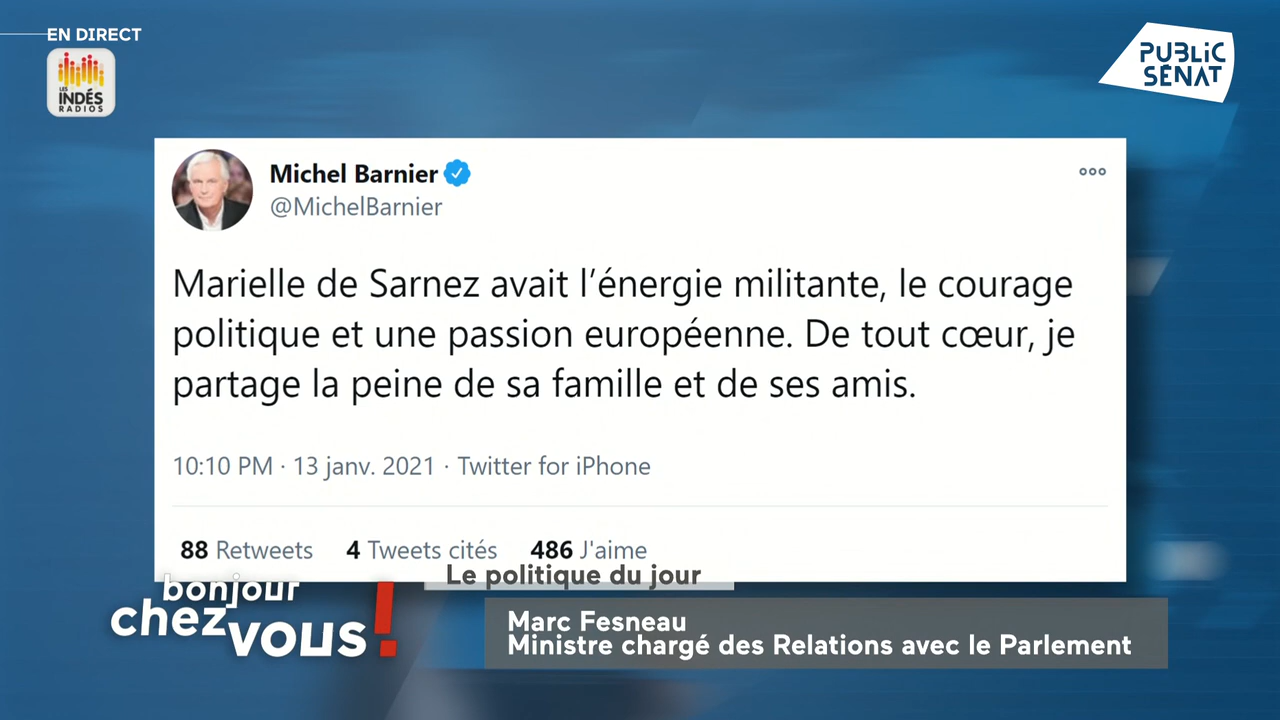 EN DIRECT
LES
INDÉS
RADIOS
PUBLIC
SÉNAT
Michel Barnier
@MichelBarnier
Marielle de Sarnez avait l’énergie militante, le courage
politique et une passion européenne. De tout cœur, je
partage la peine de sa famille et de ses amis.
10:10 PM · 13 janv. 2021 · Twitter for iPhone
88 Retweets 4 Tweets cités 486 J'aime
Le politique du jour
bonjour
chez
vous!
Marc Fesneau
Ministre chargé des Relations avec le Parlement